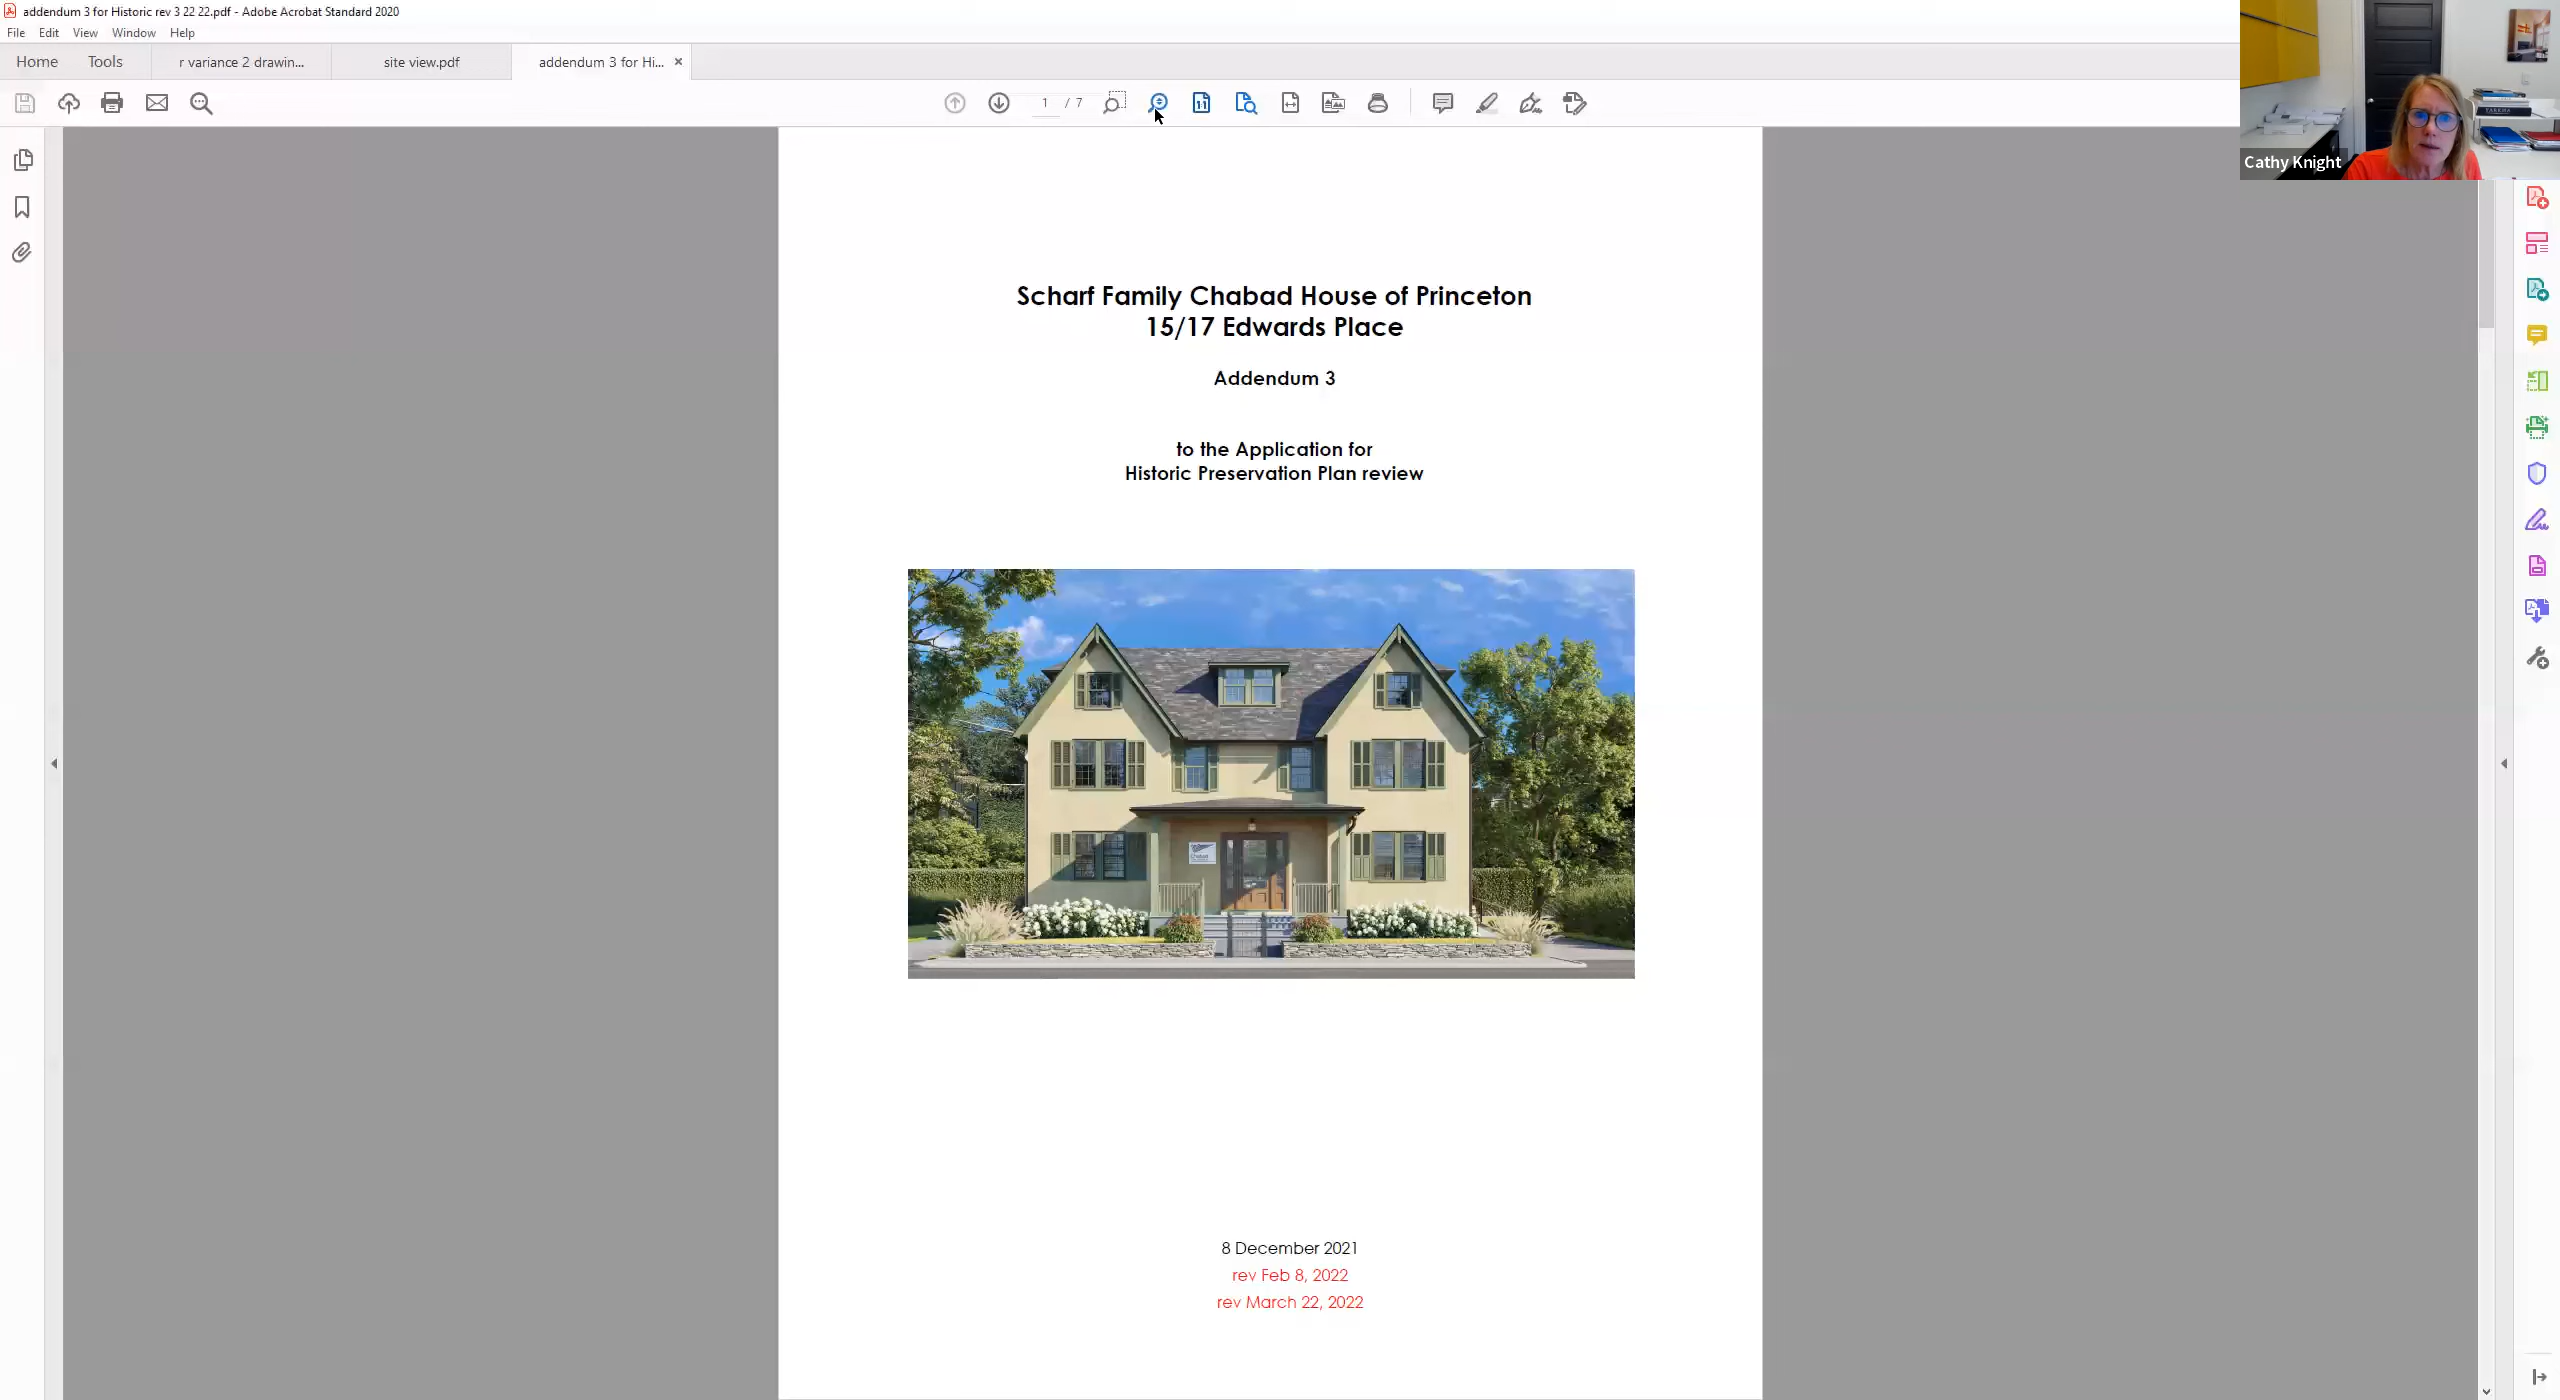 addendum 3 for Historic rev 3 22 22.pdf - Adobe Acrobat Standard 2020
File Edit View Window Help
Home Tools r variance 2 drawin... site view.pdf addendum 3 for Hi...
1 / 7
Cathy Knight
Scharf Family Chabad House of Princeton
15/17 Edwards Place
Addendum 3
to the Application for
Historic Preservation Plan review
Chabad
8 December 2021
rev Feb 8, 2022
rev March 22, 2022